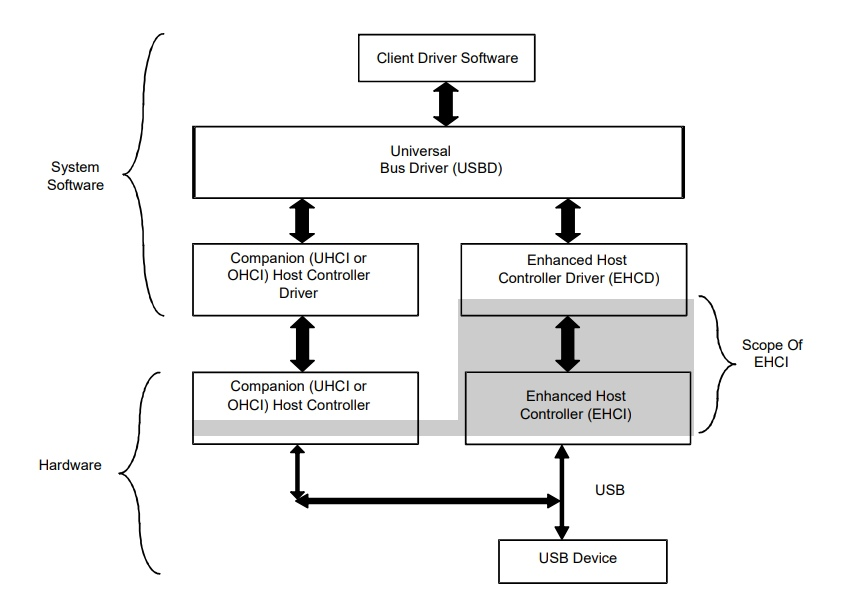 Client Driver Software
Universal
Bus Driver (USBD)
System
Software
Companion (UHCI or
OHCI) Host Controller
Driver
Enhanced Host
Controller Driver (EHCD)
Scope Of
EHCI
Companion (UHCI or
OHCI) Host Controller
Enhanced Host
Controller (EHCI)
Hardware
USB
USB Device